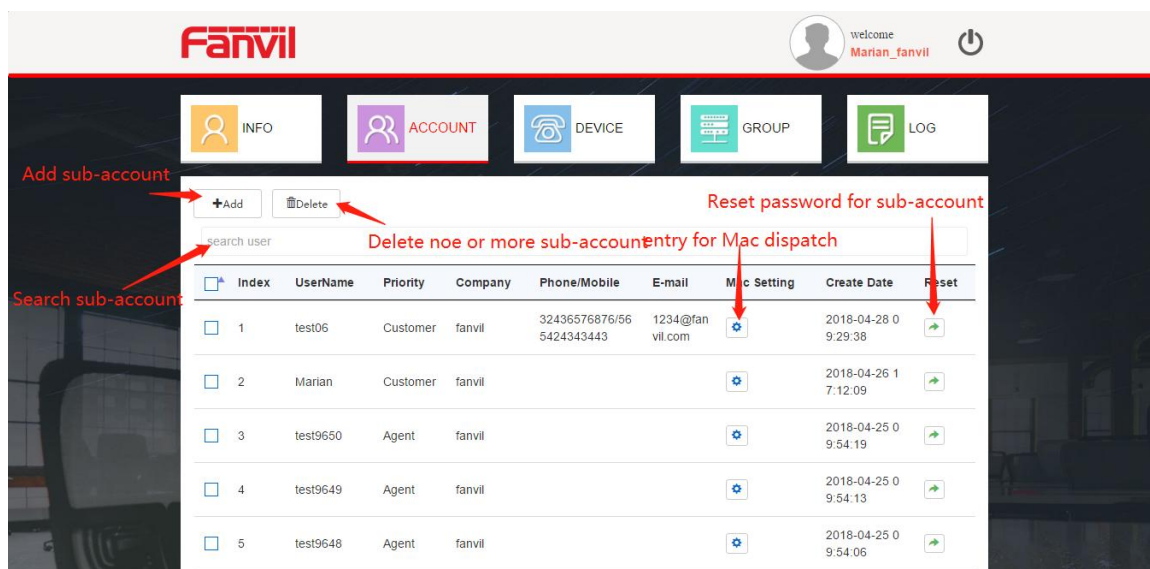 Fanvil
welcome
Marian_fanvil
INFO
ACCOUNT
DEVICE
GROUP
LOG
Add sub-account
Add
Delete
Reset password for sub-account
search user
Delete noe or more sub-account
entry for Mac dispatch
Search sub-account
Index UserName Priority Company Phone/Mobile E-mail Mac Setting Create Date Reset
1 test06 Customer fanvil 32436576876/56 1234@fan 2018-04-28 0
5424343443 vil.com 9:29:38
2 Marian Customer fanvil 2018-04-26 1
7:12:09
3 test9650 Agent fanvil 2018-04-25 0
9:54:19
4 test9649 Agent fanvil 2018-04-25 0
9:54:13
5 test9648 Agent fanvil 2018-04-25 0
9:54:06